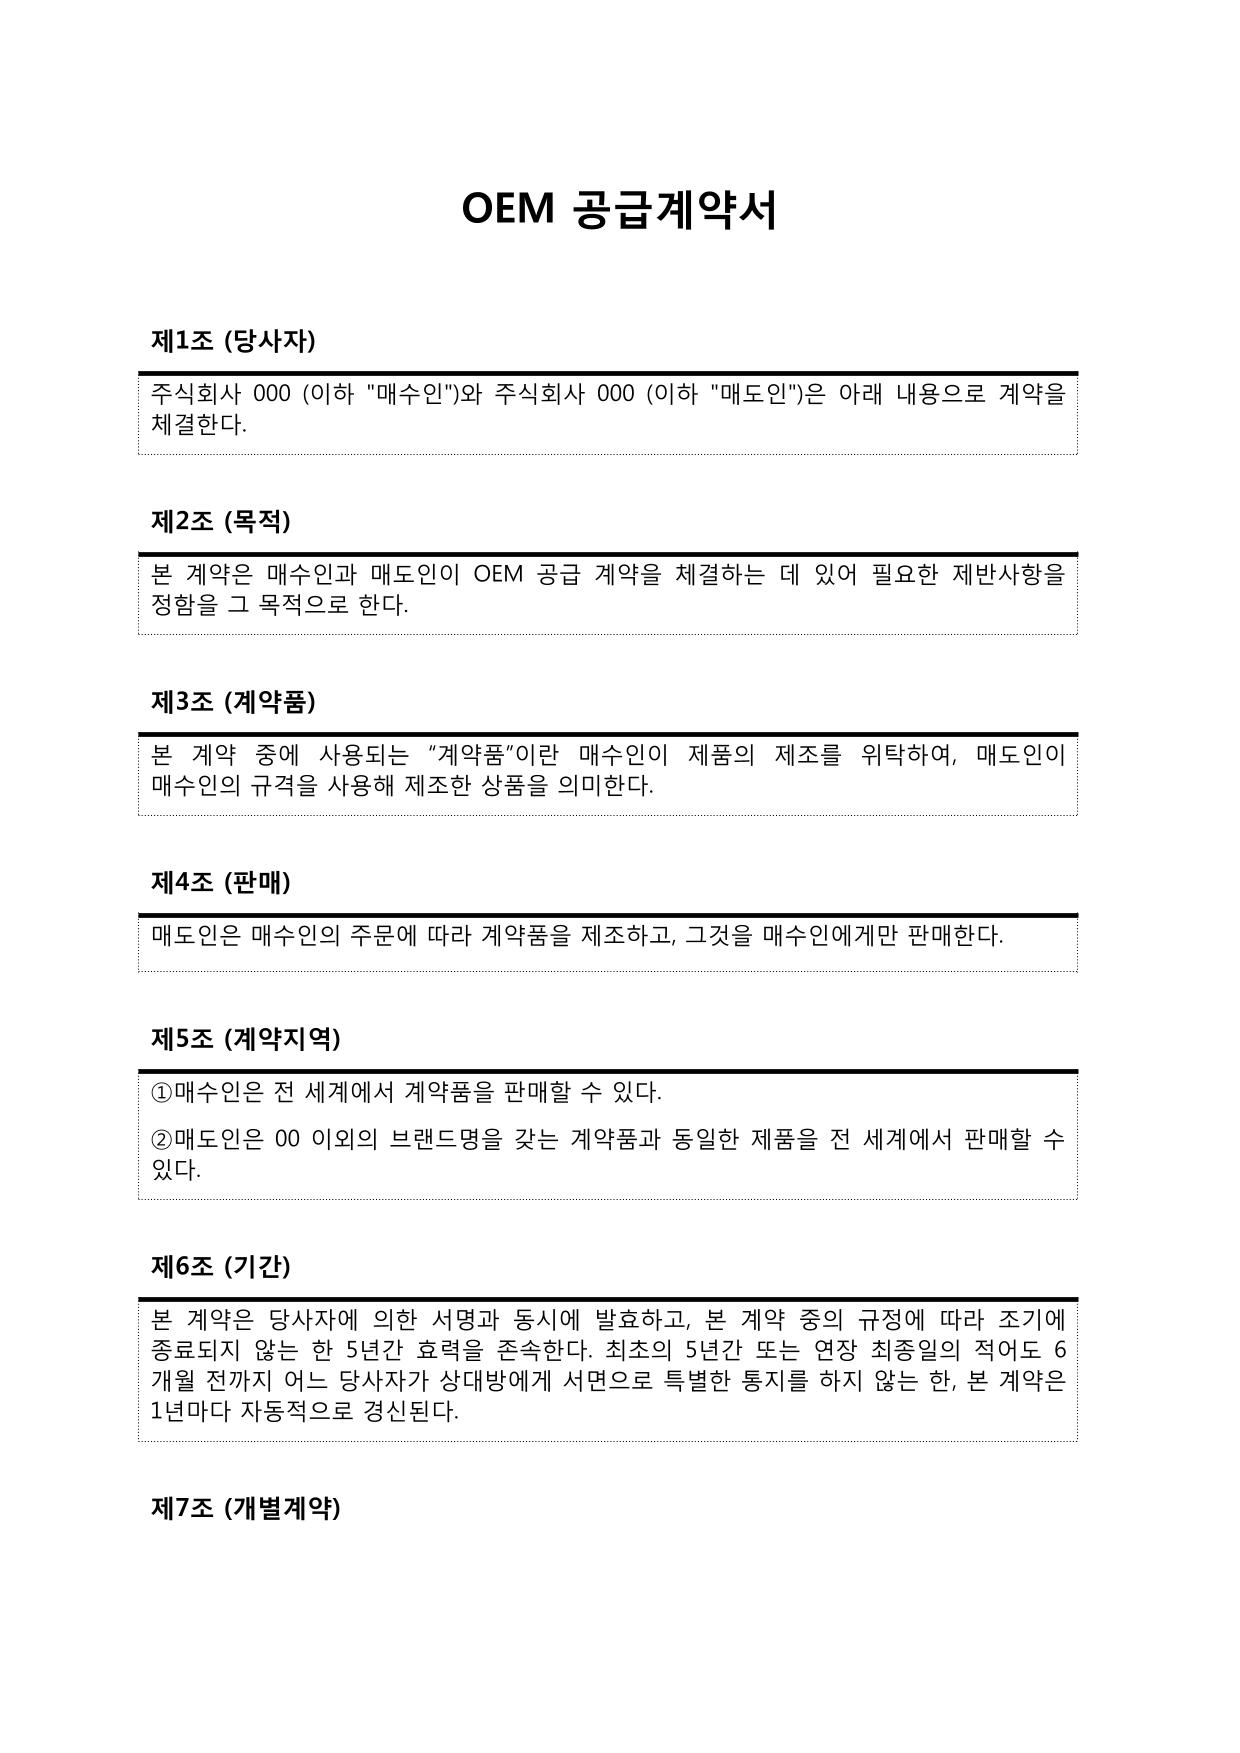 OEM 공급계약서
제1조 (당사자)
주식회사 000 (이하 "매수인")와 주식회사 000 (이하 "매도인")은 아래 내용으로 계약을
체결한다.
제2조 (목적)
본 계약은 매수인과 매도인이 OEM 공급 계약을 체결하는 데 있어 필요한 제반사항을
정함을 그 목적으로 한다.
제3조 (계약품)
본 계약 중에 사용되는 “계약품”이란 매수인이 제품의 제조를 위탁하여, 매도인이
매수인의 규격을 사용해 제조한 상품을 의미한다.
제4조 (판매)
매도인은 매수인의 주문에 따라 계약품을 제조하고, 그것을 매수인에게만 판매한다.
제5조 (계약지역)
①매수인은 전 세계에서 계약품을 판매할 수 있다.
②매도인은 00 이외의 브랜드명을 갖는 계약품과 동일한 제품을 전 세계에서 판매할 수
있다.
제6조 (기간)
본 계약은 당사자에 의한 서명과 동시에 발효하고, 본 계약 중의 규정에 따라 조기에
종료되지 않는 한 5년간 효력을 존속한다. 최초의 5년간 또는 연장 최종일의 적어도 6
개월 전까지 어느 당사자가 상대방에게 서면으로 특별한 통지를 하지 않는 한, 본 계약은
1년마다 자동적으로 경신된다.
제7조 (개별계약)